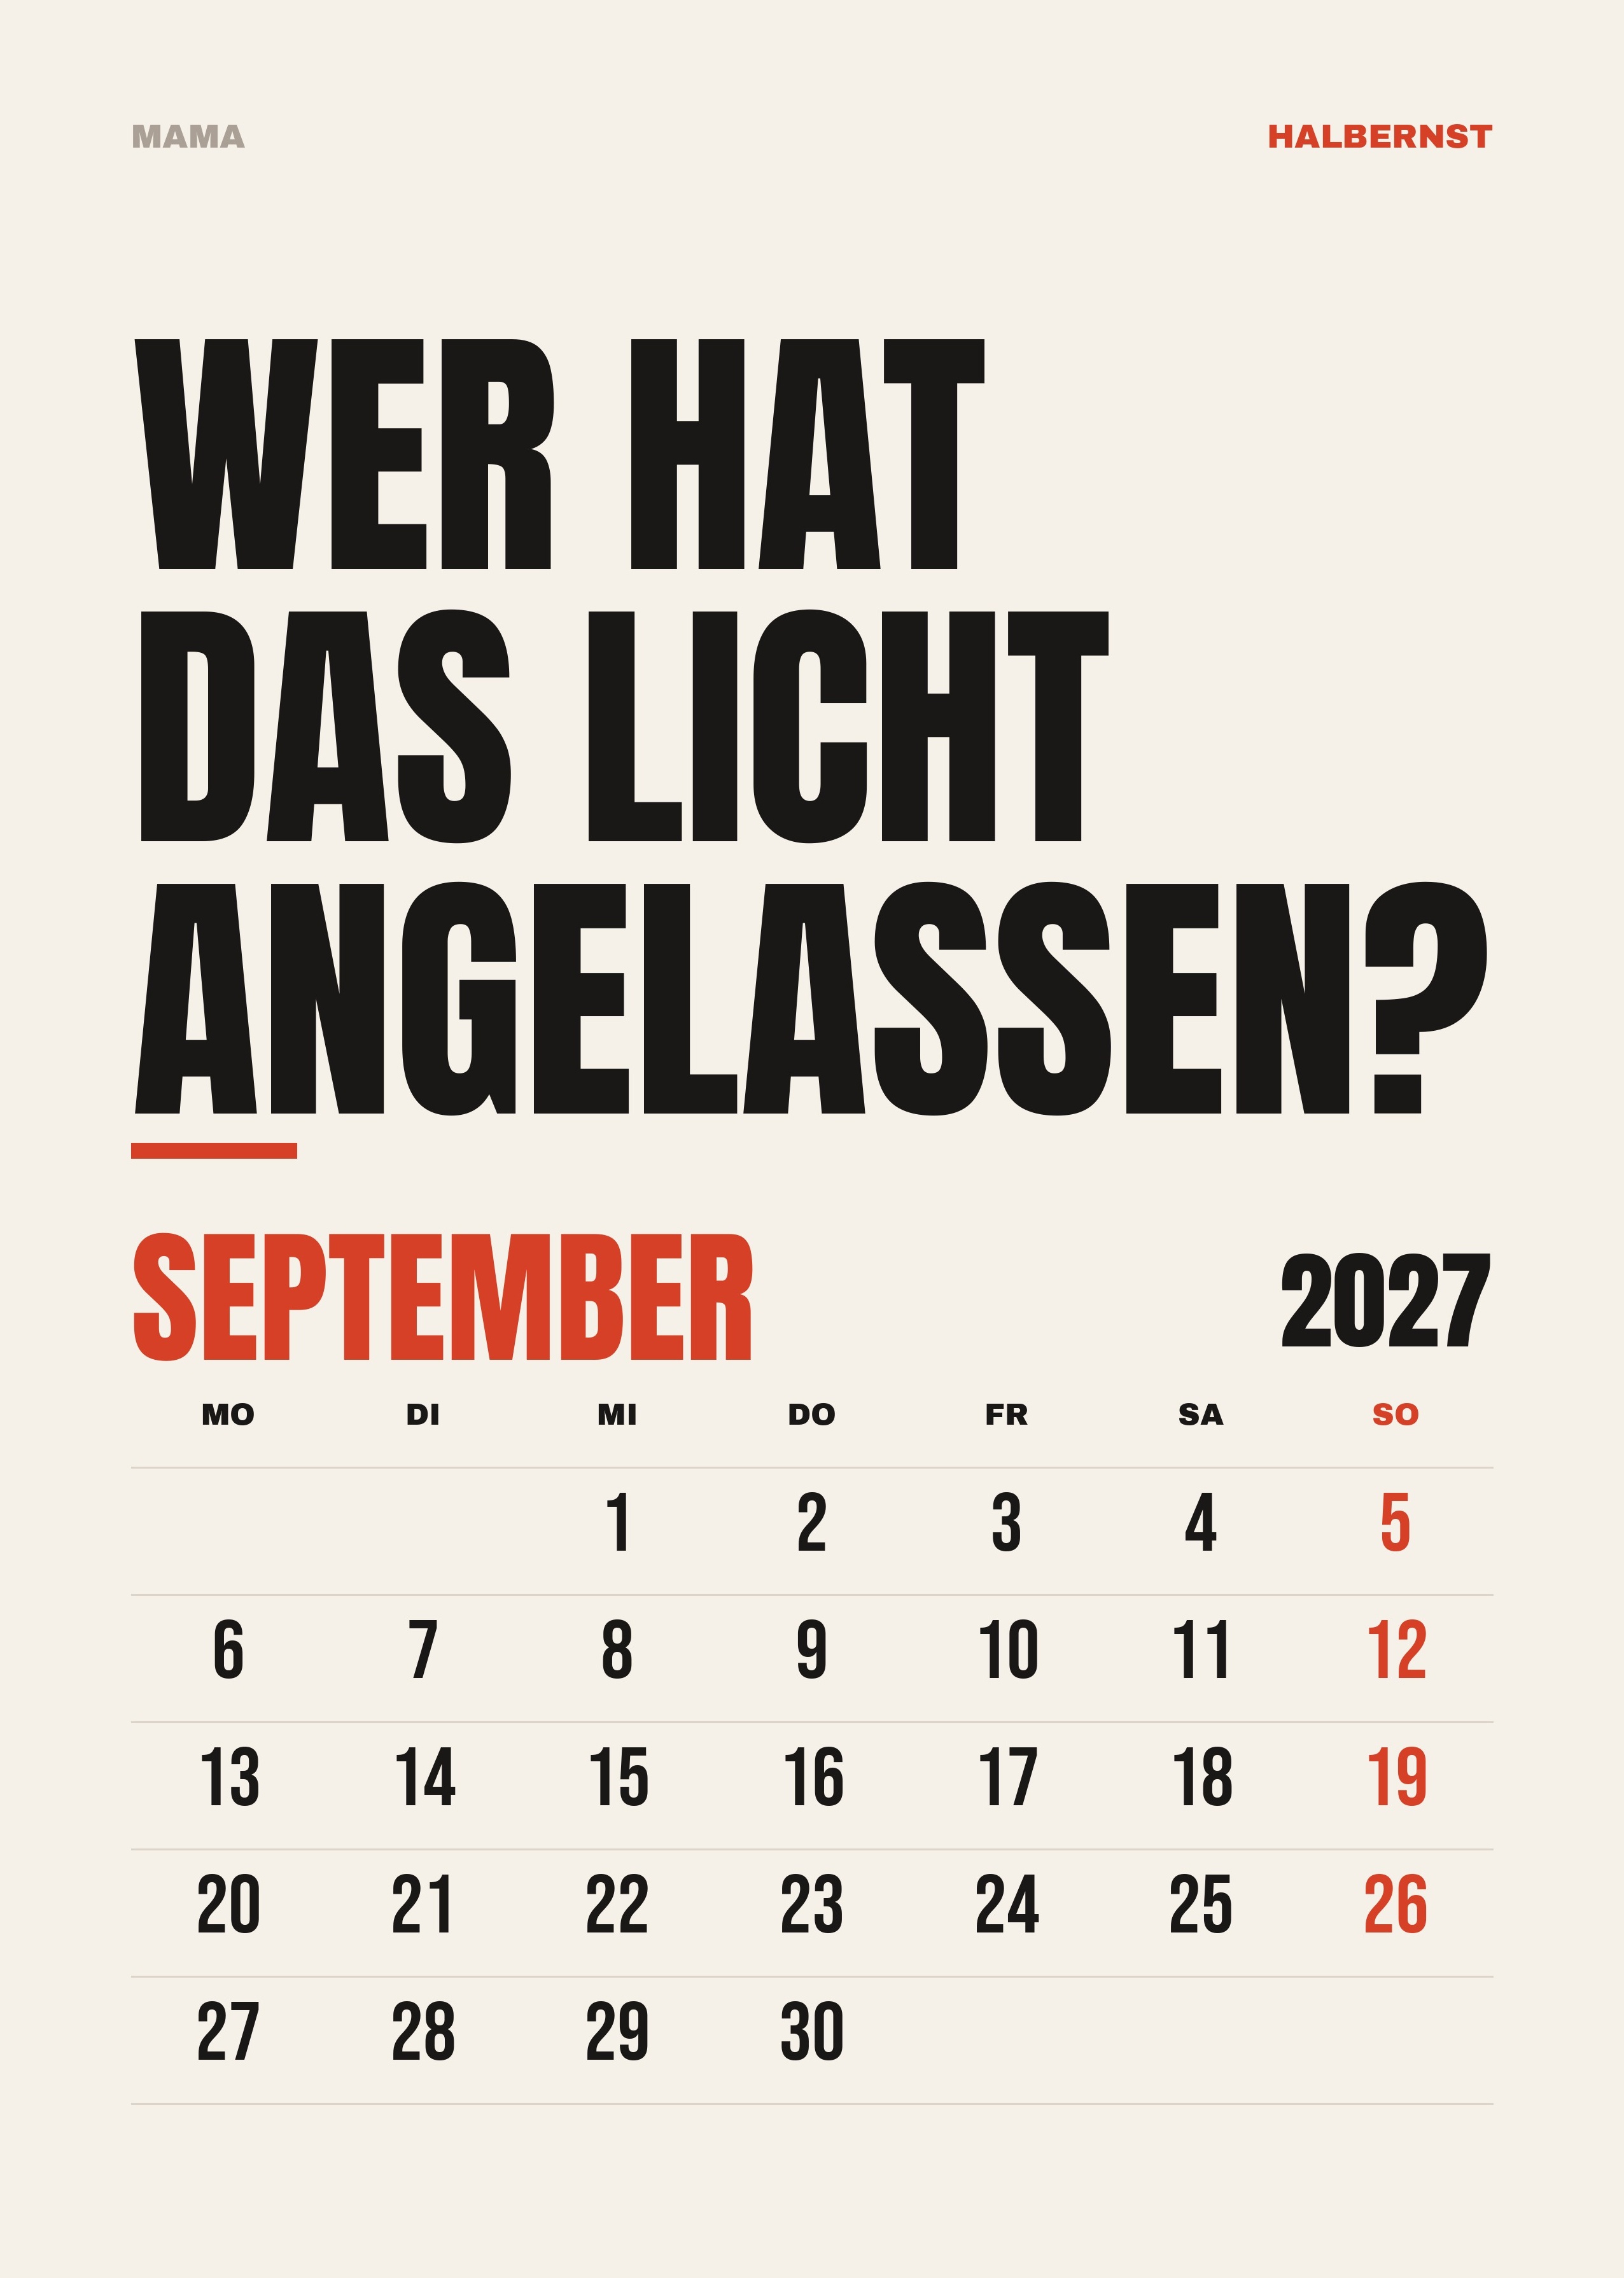 MAMA HALBERNST
WER HAT
DAS LICHT
ANGELASSEN?
SEPTEMBER 2027
MO DI MI DO FR SA SO
1 2 3 4 5
6 7 8 9 10 11 12
13 14 15 16 17 18 19
20 21 22 23 24 25 26
27 28 29 30